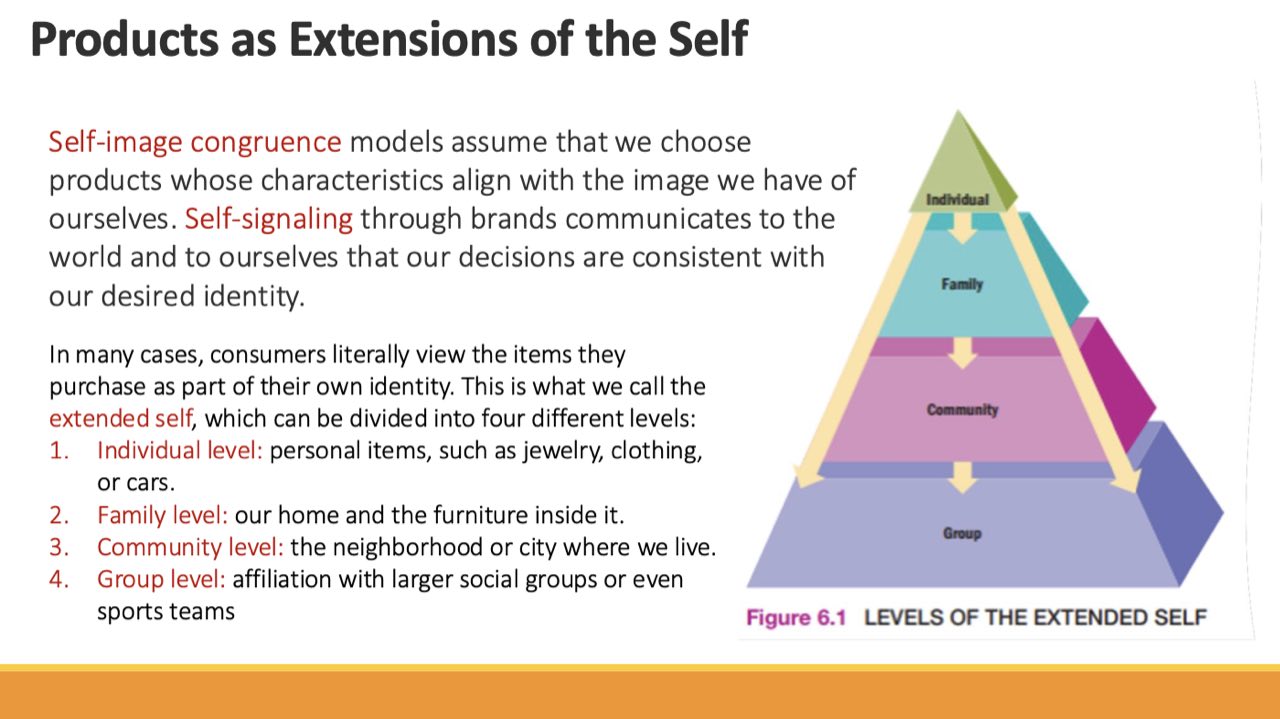 Products as Extensions of the Self
Self-image congruence models assume that we choose
products whose characteristics align with the image we have of
ourselves. Self-signaling through brands communicates to the
world and to ourselves that our decisions are consistent with
our desired identity.
In many cases, consumers literally view the items they
purchase as part of their own identity. This is what we call the
extended self, which can be divided into four different levels:
1. Individual level: personal items, such as jewelry, clothing,
or cars.
2. Family level: our home and the furniture inside it.
3. Community level: the neighborhood or city where we live.
4. Group level: affiliation with larger social groups or even
sports teams
Individual
Family
Community
Group
Figure 6.1 LEVELS OF THE EXTENDED SELF